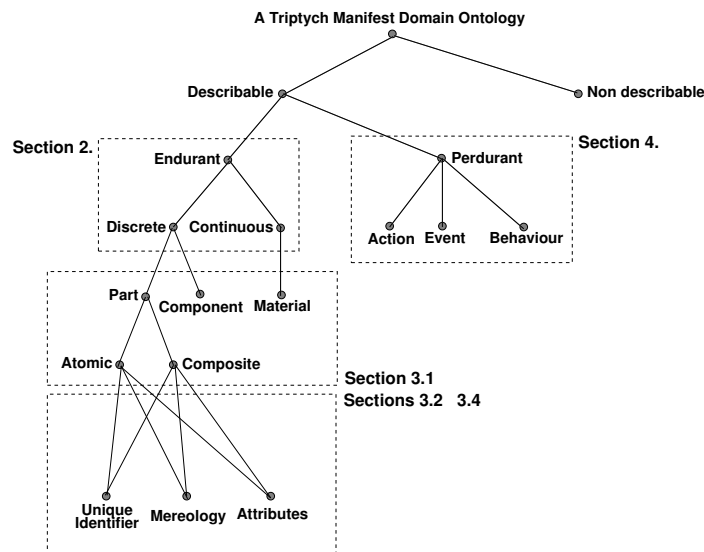 A Triptych Manifest Domain Ontology
Describable
Non describable
Section 2.
Endurant
Perdurant
Section 4.
Discrete
Continuous
Action
Event
Behaviour
Part
Component
Material
Atomic
Composite
Section 3.1
Sections 3.2 3.4
Unique
Identifier
Mereology
Attributes